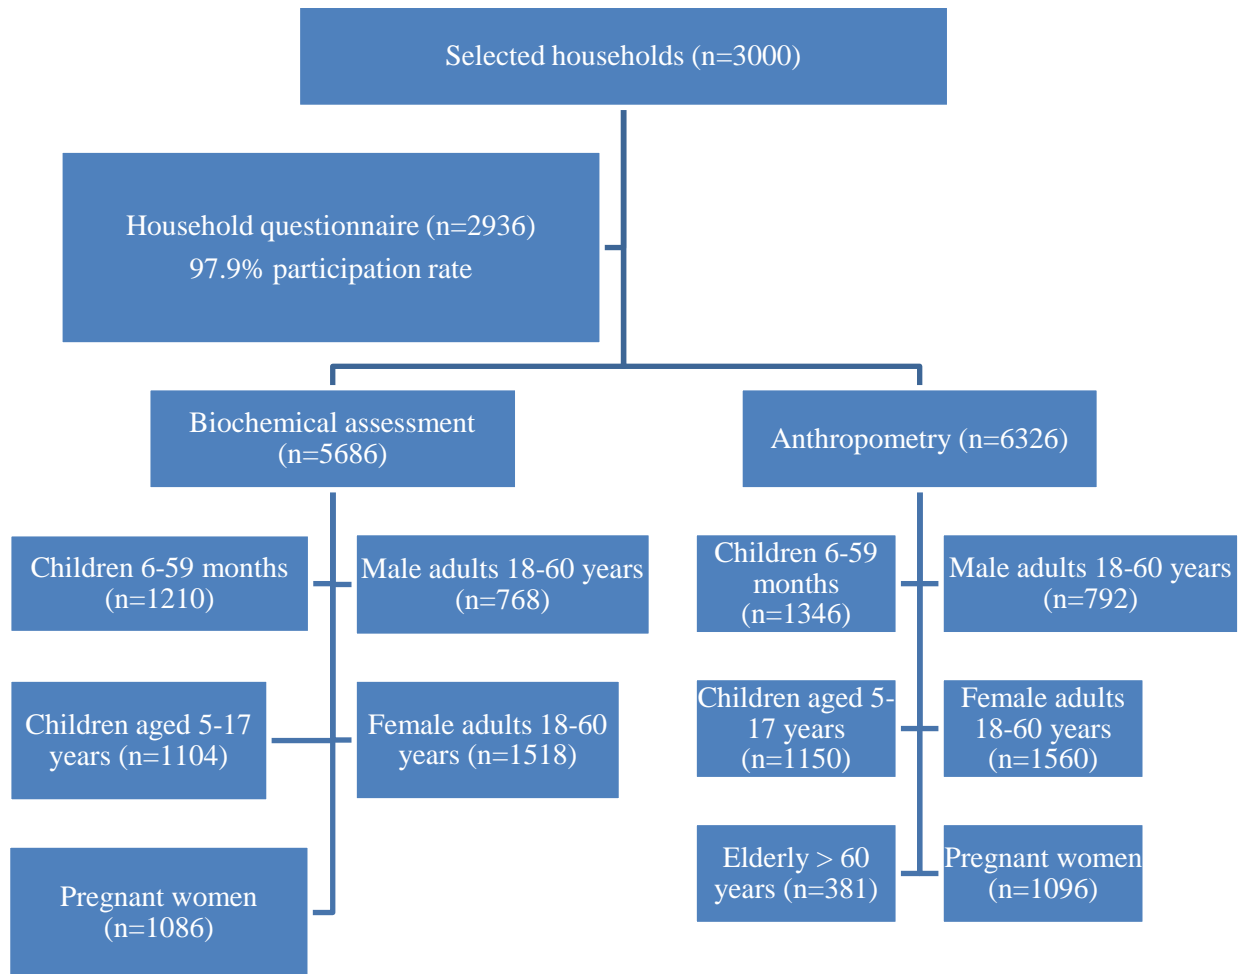 Selected households (n=3000)
Household questionnaire (n=2936)
97.9% participation rate
Biochemical assessment
(n=5686)
Anthropometry (n=6326)
Children 6-59 months
(n=1210)
Male adults 18-60 years
(n=768)
Children aged 5-17
years (n=1104)
Female adults 18-60
years (n=1518)
Pregnant women
(n=1086)
Children 6-59
months
(n=1346)
Male adults 18-60 years
(n=792)
Children aged 5-
17 years
(n=1150)
Female adults
18-60 years
(n=1560)
Elderly > 60
years (n=381)
Pregnant women
(n=1096)